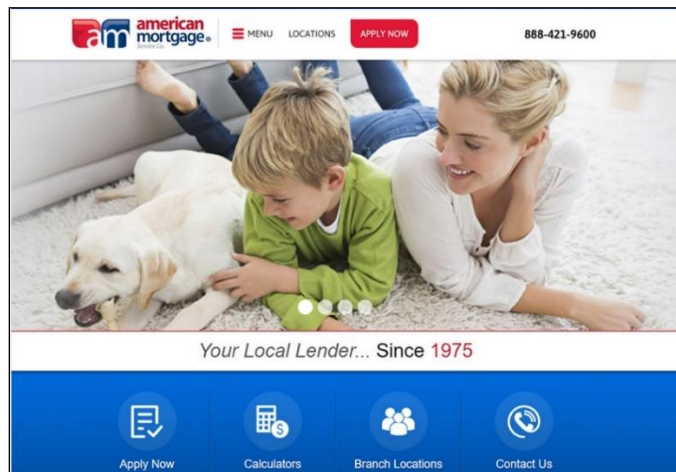 am american mortgage®
Service Co.
MENU LOCATIONS APPLY NOW 888-421-9600
Your Local Lender... Since 1975
Apply Now Calculators Branch Locations Contact Us